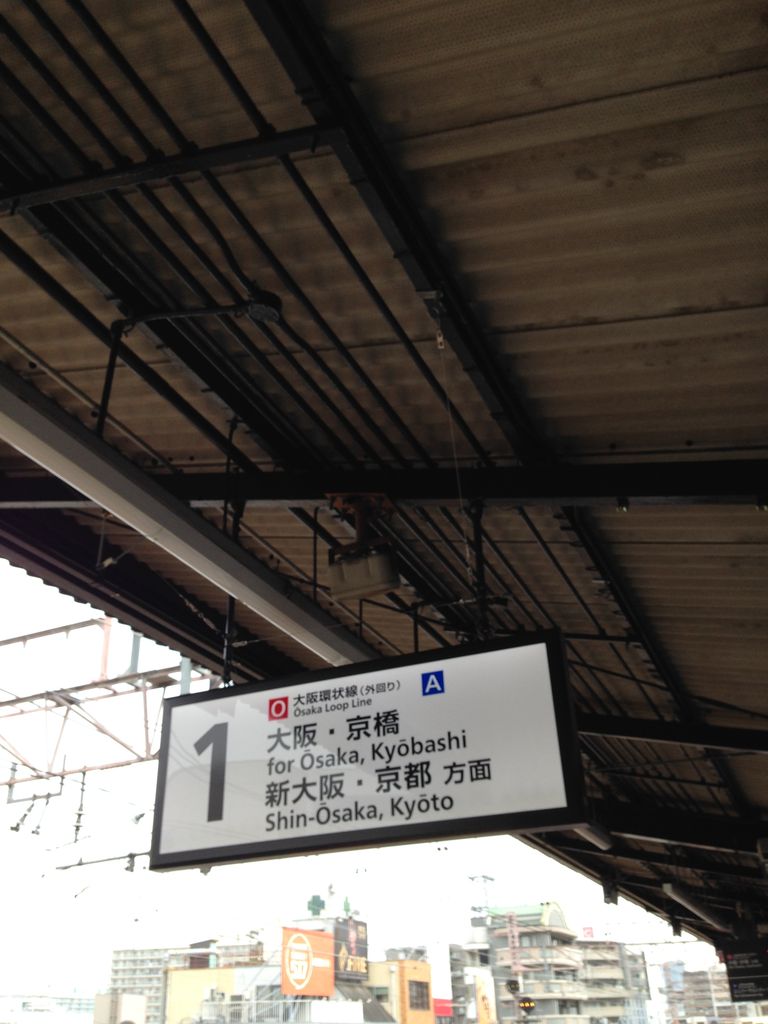 1
O 大阪環状線（外回り） A
Ōsaka Loop Line
大阪・京橋
for Ōsaka, Kyōbashi
新大阪・京都 方面
Shin-Ōsaka, Kyōto